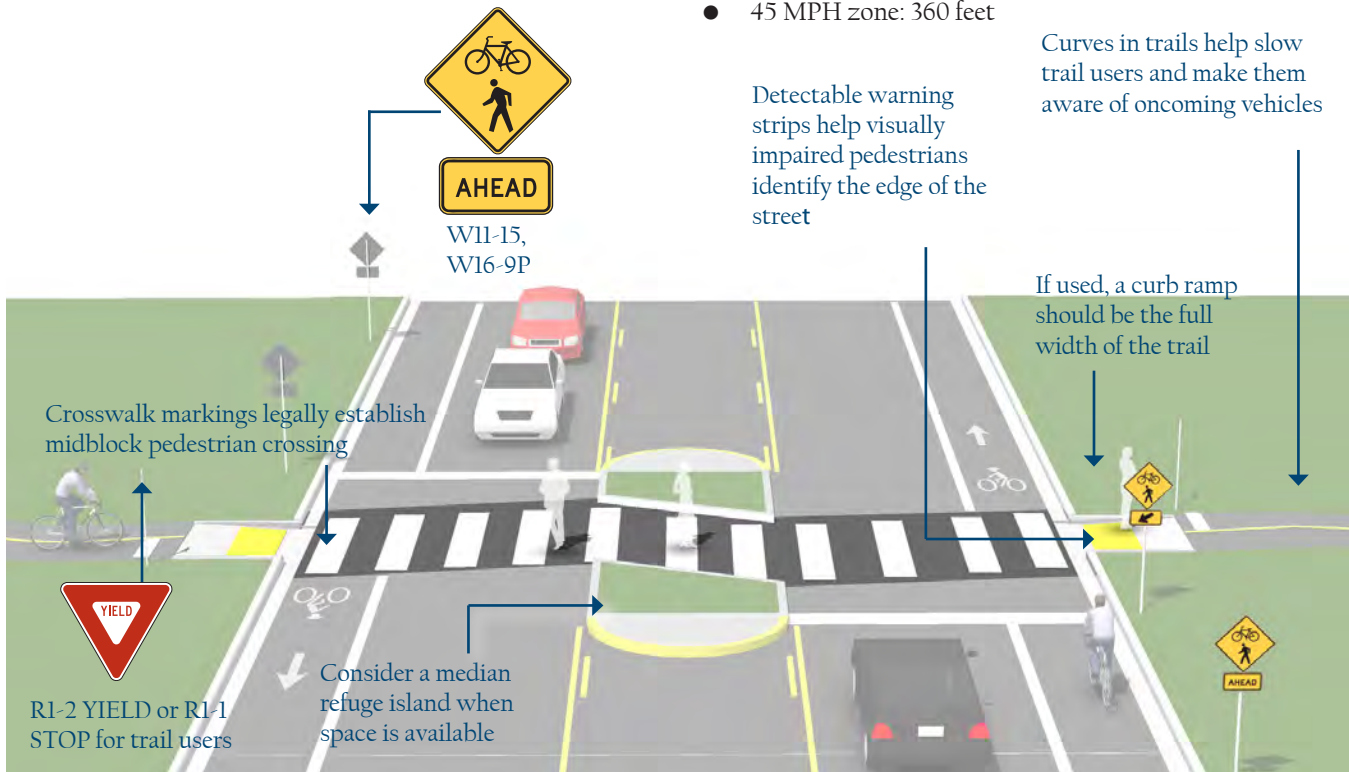 ● 45 MPH zone: 360 feet
Curves in trails help slow
trail users and make them
aware of oncoming vehicles
Detectable warning
strips help visually
impaired pedestrians
identify the edge of the
street
AHEAD
W11-15,
W16-9P
If used, a curb ramp
should be the full
width of the trail
Crosswalk markings legally establish
midblock pedestrian crossing
YIELD
R1-2 YIELD or R1-1
STOP for trail users
Consider a median
refuge island when
space is available
AHEAD